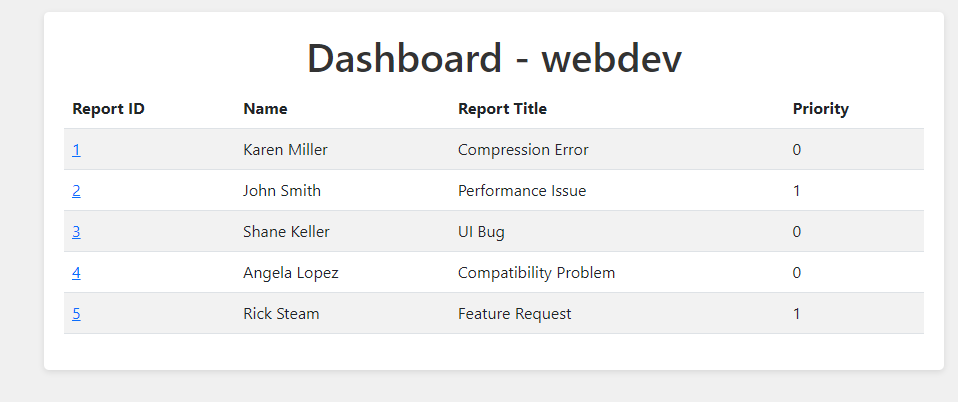 Dashboard - webdev
Report ID Name Report Title Priority
1 Karen Miller Compression Error 0
2 John Smith Performance Issue 1
3 Shane Keller UI Bug 0
4 Angela Lopez Compatibility Problem 0
5 Rick Steam Feature Request 1